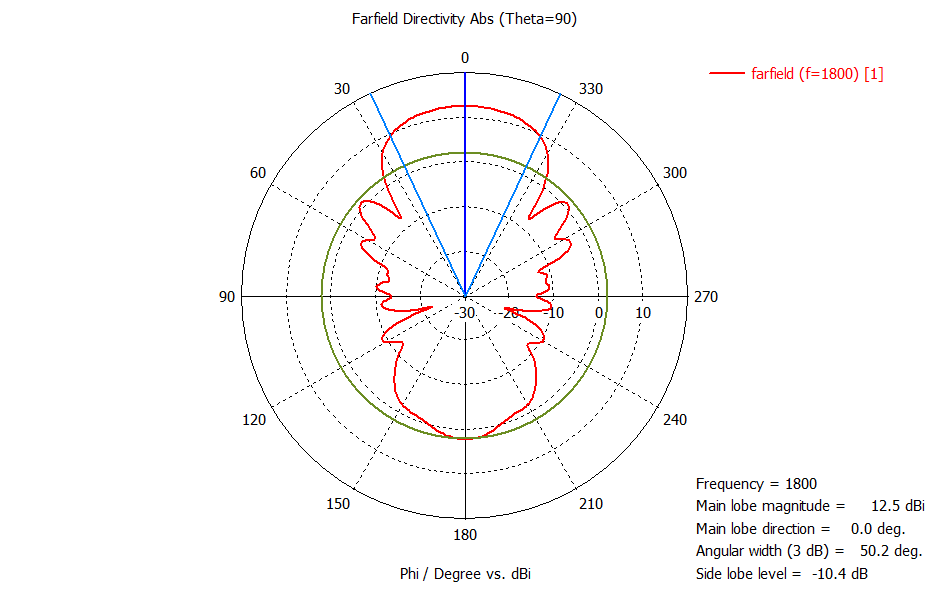 Farfield Directivity Abs (Theta=90)
farfield (f=1800) [1]
0
30
330
60
300
90
270
-30
-20
-10
0
10
120
240
150
210
180
Phi / Degree vs. dBi
Frequency = 1800
Main lobe magnitude = 12.5 dBi
Main lobe direction = 0.0 deg.
Angular width (3 dB) = 50.2 deg.
Side lobe level = -10.4 dB